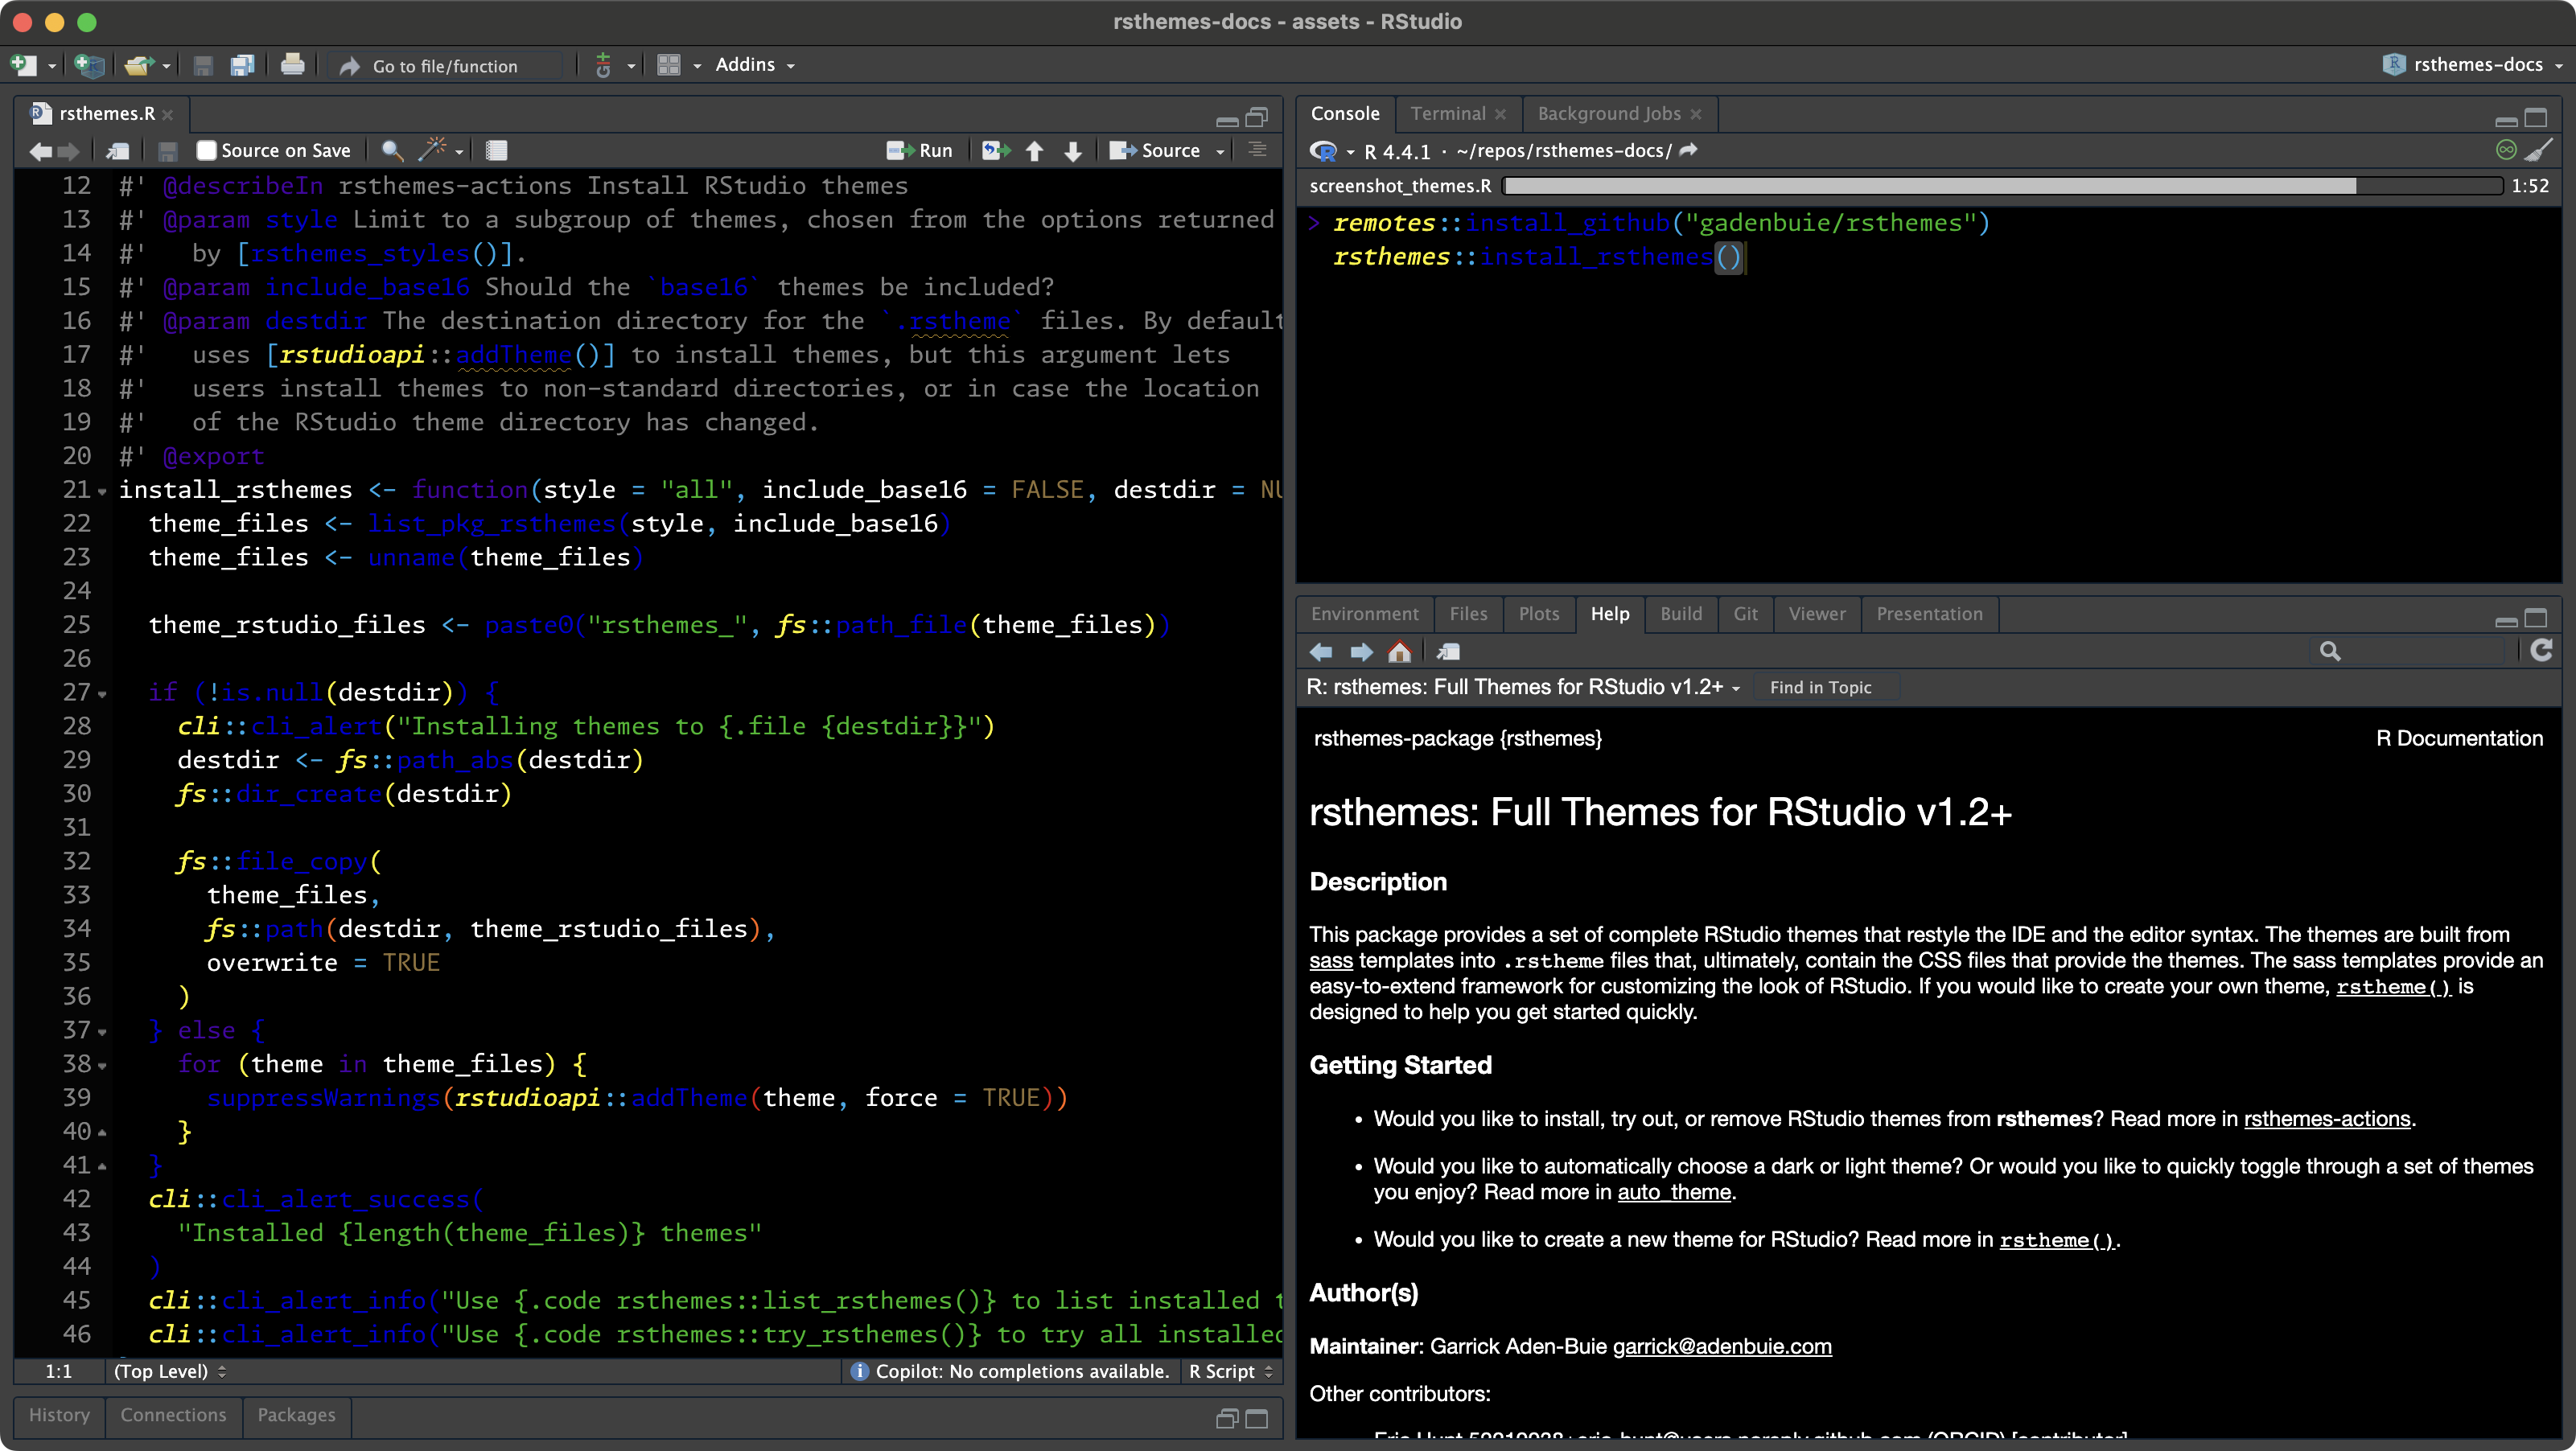 rsthemes-docs - assets - RStudio
Go to file/function
Addins
rsthemes-docs
rsthemes.R
Source on Save
Run
Source
12 #' @describeIn rsthemes-actions Install RStudio themes
13 #' @param style Limit to a subgroup of themes, chosen from the options returned
14 #'   by [rsthemes_styles()].
15 #' @param include_base16 Should the `base16` themes be included?
16 #' @param destdir The destination directory for the `.rstheme` files. By default
17 #'   uses [rstudioapi::addTheme()] to install themes, but this argument lets
18 #'   users install themes to non-standard directories, or in case the location
19 #'   of the RStudio theme directory has changed.
20 #' @export
21 install_rsthemes <- function(style = "all", include_base16 = FALSE, destdir = NU
22   theme_files <- list_pkg_rsthemes(style, include_base16)
23   theme_files <- unname(theme_files)
24
25   theme_rstudio_files <- paste0("rsthemes_", fs::path_file(theme_files))
26
27   if (!is.null(destdir)) {
28     cli::cli_alert("Installing themes to {.file {destdir}}")
29     destdir <- fs::path_abs(destdir)
30     fs::dir_create(destdir)
31
32     fs::file_copy(
33       theme_files,
34       fs::path(destdir, theme_rstudio_files),
35       overwrite = TRUE
36     )
37   } else {
38     for (theme in theme_files) {
39       suppressWarnings(rstudioapi::addTheme(theme, force = TRUE))
40     }
41   }
42   cli::cli_alert_success(
43     "Installed {length(theme_files)} themes"
44   )
45   cli::cli_alert_info("Use {.code rsthemes::list_rsthemes()} to list installed t
46   cli::cli_alert_info("Use {.code rsthemes::try_rsthemes()} to try all installed
1:1 (Top Level) Copilot: No completions available. R Script
History Connections Packages
Console Terminal Background Jobs
R 4.4.1 · ~/repos/rsthemes-docs/
screenshot_themes.R 1:52
> remotes::install_github("gadenbuie/rsthemes")
rsthemes::install_rsthemes()
Environment Files Plots Help Build Git Viewer Presentation
R: rsthemes: Full Themes for RStudio v1.2+ Find in Topic
rsthemes-package {rsthemes} R Documentation
rsthemes: Full Themes for RStudio v1.2+
Description
This package provides a set of complete RStudio themes that restyle the IDE and the editor syntax. The themes are built from
sass templates into .rstheme files that, ultimately, contain the CSS files that provide the themes. The sass templates provide an
easy-to-extend framework for customizing the look of RStudio. If you would like to create your own theme, rstheme() is
designed to help you get started quickly.
Getting Started
• Would you like to install, try out, or remove RStudio themes from rsthemes? Read more in rsthemes-actions.
• Would you like to automatically choose a dark or light theme? Or would you like to quickly toggle through a set of themes
you enjoy? Read more in auto_theme.
• Would you like to create a new theme for RStudio? Read more in rstheme().
Author(s)
Maintainer: Garrick Aden-Buie garrick@adenbuie.com
Other contributors: